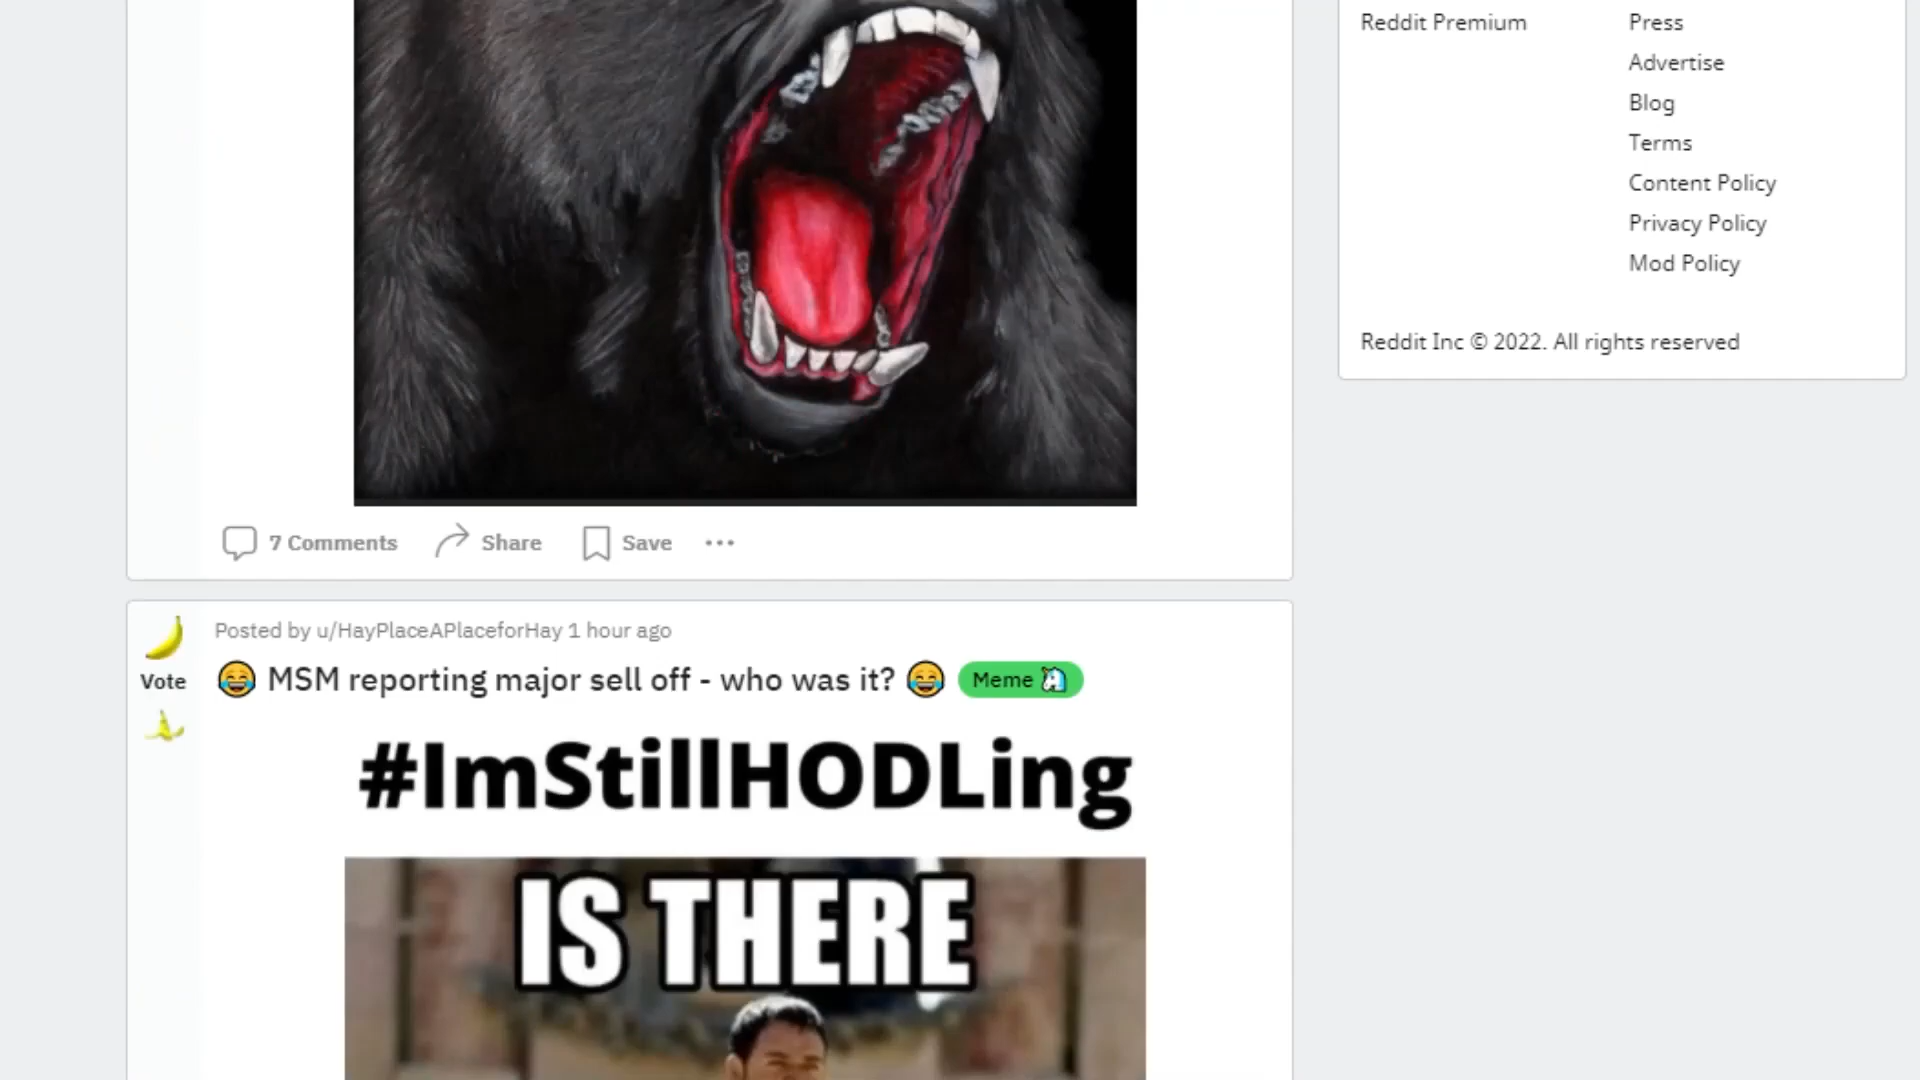 Reddit Premium
Press
Advertise
Blog
Terms
Content Policy
Privacy Policy
Mod Policy
Reddit Inc © 2022. All rights reserved
7 Comments
Share
Save
Posted by u/HayPlaceAPlaceforHay 1 hour ago
Vote
😂 MSM reporting major sell off - who was it? 😂 Meme 🦄
#ImStillHODLing
IS THERE